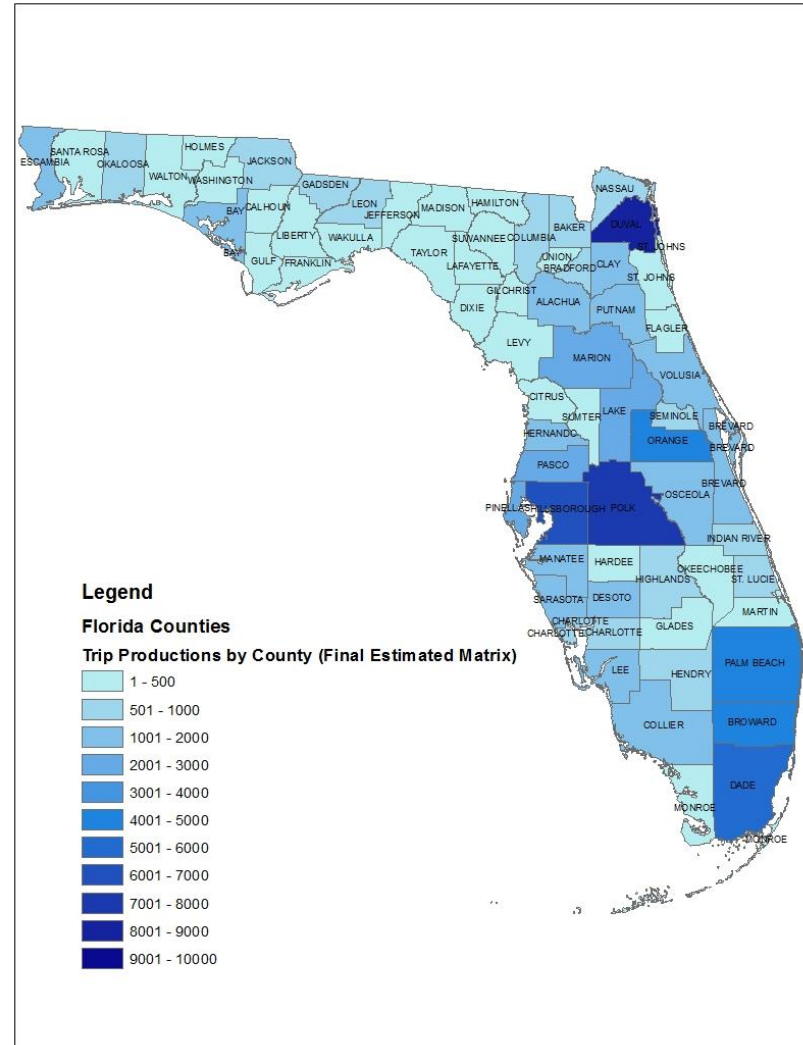 HOLMES
SANTA ROSA
JACKSON
ESCAMBIA
OKALOOSA
WALTON
WASHINGTON
GADSDEN
NASSAU
BAY
CALHOUN
LEON
MADISON
HAMILTON
JEFFERSON
BAKER
DUVAL
LIBERTY
WAKULLA
SUWANNEE
COLUMBIA
ST. JOHNS
BAY
TAYLOR
UNION
GULF
FRANKLIN
LAFAYETTE
BRADFORD
CLAY
ST. JOHNS
GILCHRIST
DIXIE
ALACHUA
PUTNAM
FLAGLER
LEVY
MARION
VOLUSIA
CITRUS
SUMTER
LAKE
SEMINOLE
BREVARD
HERNANDO
ORANGE
BREVARD
PASCO
BREVARD
PINELLAS
HILLSBOROUGH
POLK
OSCEOLA
INDIAN RIVER
MANATEE
HARDEE
OKEECHOBEE
HIGHLANDS
ST. LUCIE
SARASOTA
DESOTO
MARTIN
CHARLOTTE
CHARLOTTE
CHARLOTTE
GLADES
LEE
HENDRY
PALM BEACH
COLLIER
BROWARD
DADE
MONROE
MONROE
Legend
Florida Counties
Trip Productions by County (Final Estimated Matrix)
1 - 500
501 - 1000
1001 - 2000
2001 - 3000
3001 - 4000
4001 - 5000
5001 - 6000
6001 - 7000
7001 - 8000
8001 - 9000
9001 - 10000